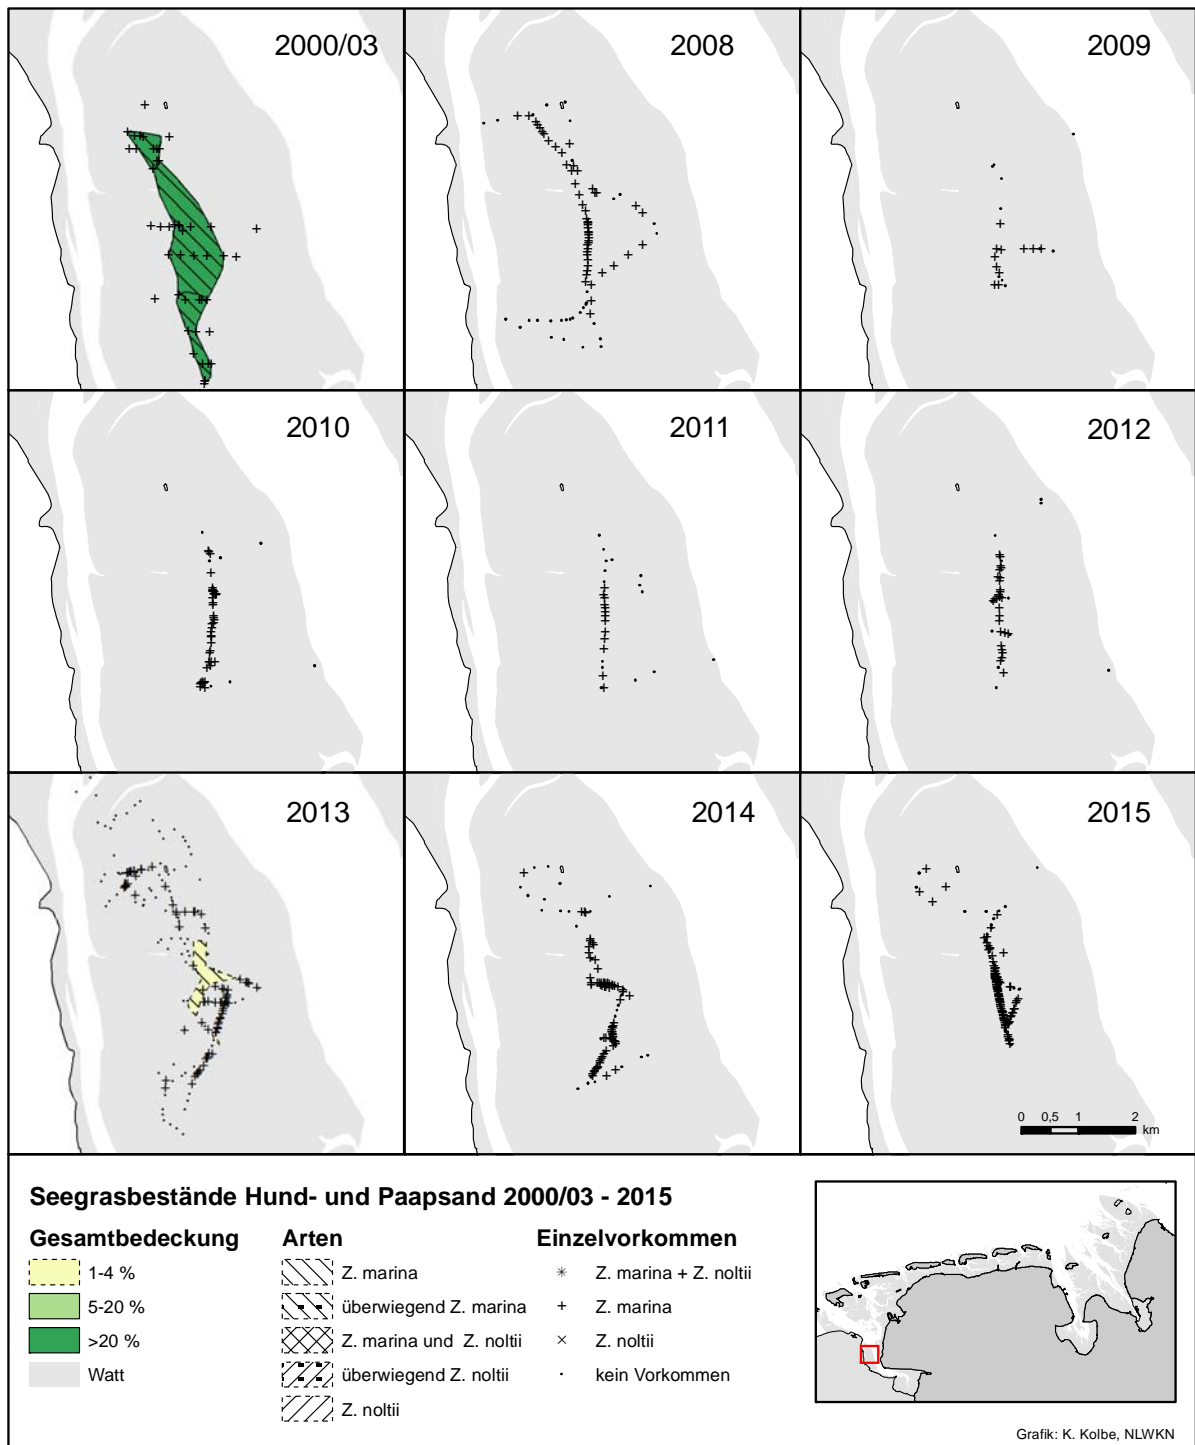 2000/03
2008
2009
2010
2011
2012
2013
2014
2015
0 0,5 1 2
km
Seegrasbestände Hund- und Paapsand 2000/03 - 2015
Gesamtbedeckung
1-4 %
5-20 %
>20 %
Watt
Arten
Z. marina
überwiegend Z. marina
Z. marina und Z. noltii
überwiegend Z. noltii
Z. noltii
Einzelvorkommen
Z. marina + Z. noltii
Z. marina
Z. noltii
kein Vorkommen
Grafik: K. Kolbe, NLWKN